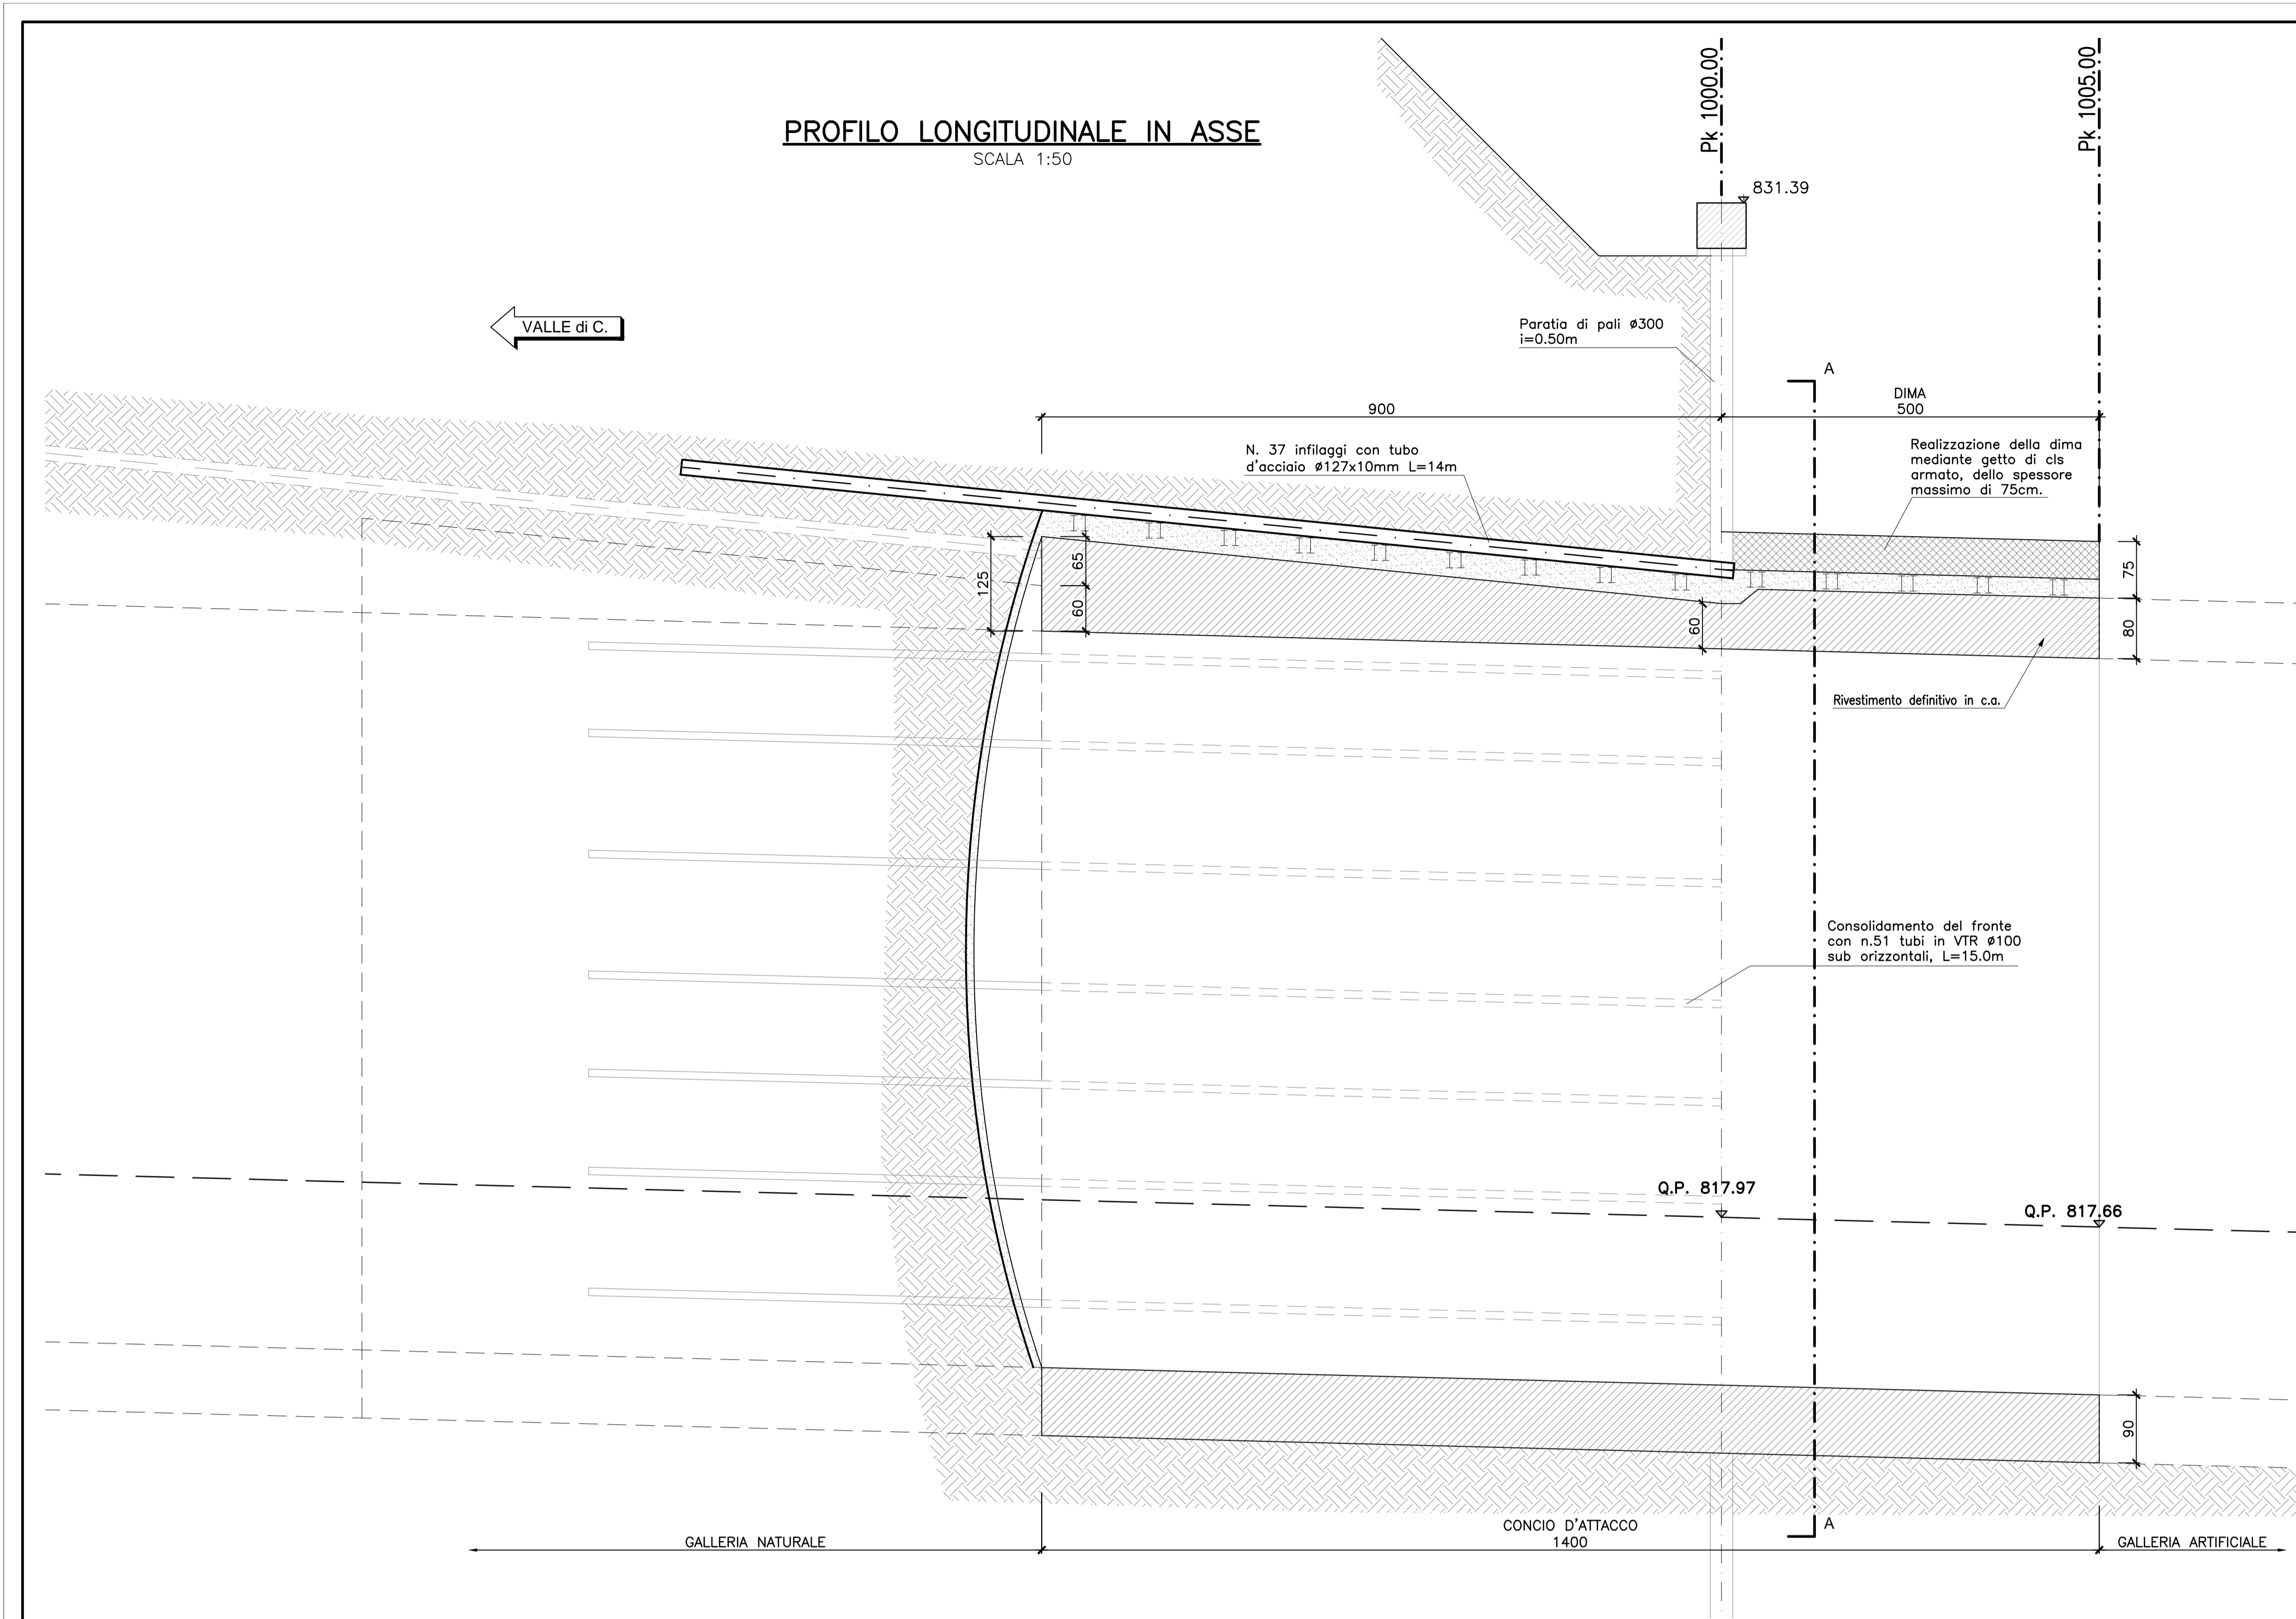 PROFILO LONGITUDINALE IN ASSE
SCALA 1:50
Pk 1000.00
Pk 1005.00
831.39
VALLE di C.
Paratia di pali ø300
i=0.50m
A
900
DIMA
500
N. 37 infilaggi con tubo
d'acciaio ø127x10mm L=14m
Realizzazione della dima
mediante getto di cls
armato, dello spessore
massimo di 75cm.
125
65
60
60
75
80
Rivestimento definitivo in c.a.
Consolidamento del fronte
con n.51 tubi in VTR ø100
sub orizzontali, L=15.0m
Q.P. 817.97
Q.P. 817.66
90
A
GALLERIA NATURALE
CONCIO D'ATTACCO
1400
GALLERIA ARTIFICIALE